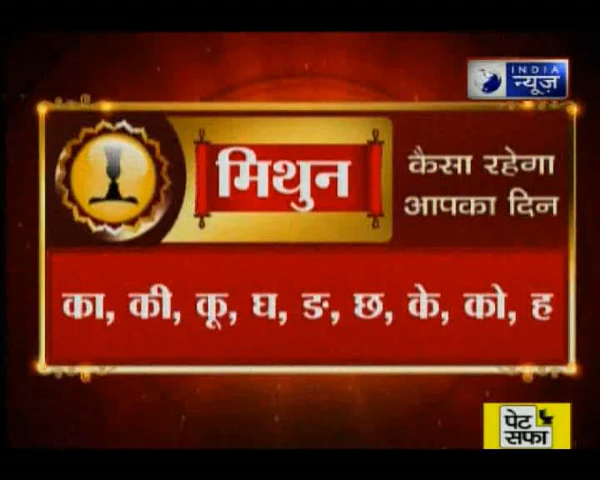 INDIA
न्यूज़
मिथुन
कैसा रहेगा
आपका दिन
का, की, कू, घ, ङ, छ, के, को, ह
पेट
सफा